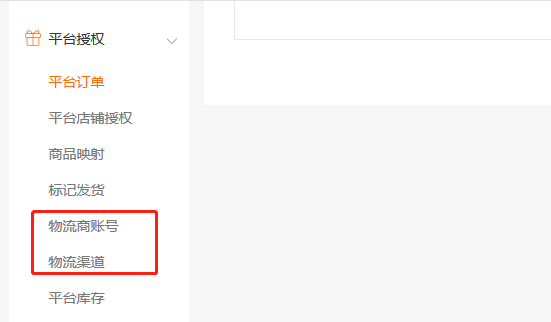 平台授权
平台订单
平台店铺授权
商品映射
标记发货
物流商账号
物流渠道
平台库存